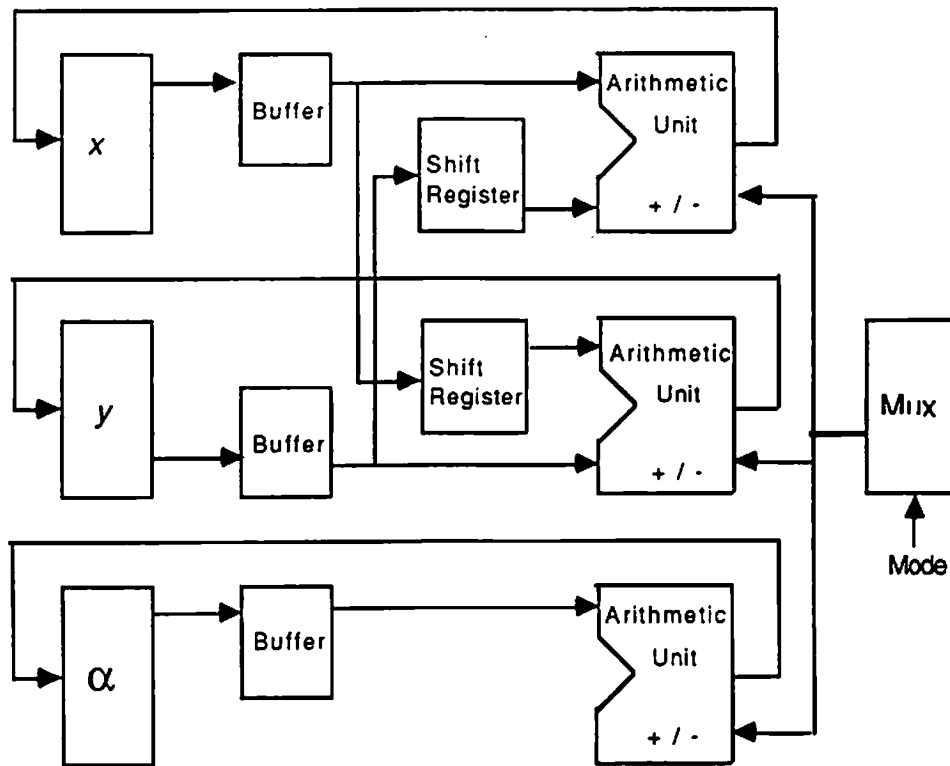 x
Buffer
Arithmetic
Unit
+ / -
Shift
Register
y
Buffer
Shift
Register
Arithmetic
Unit
+ / -
Mux
Mode
α
Buffer
Arithmetic
Unit
+ / -